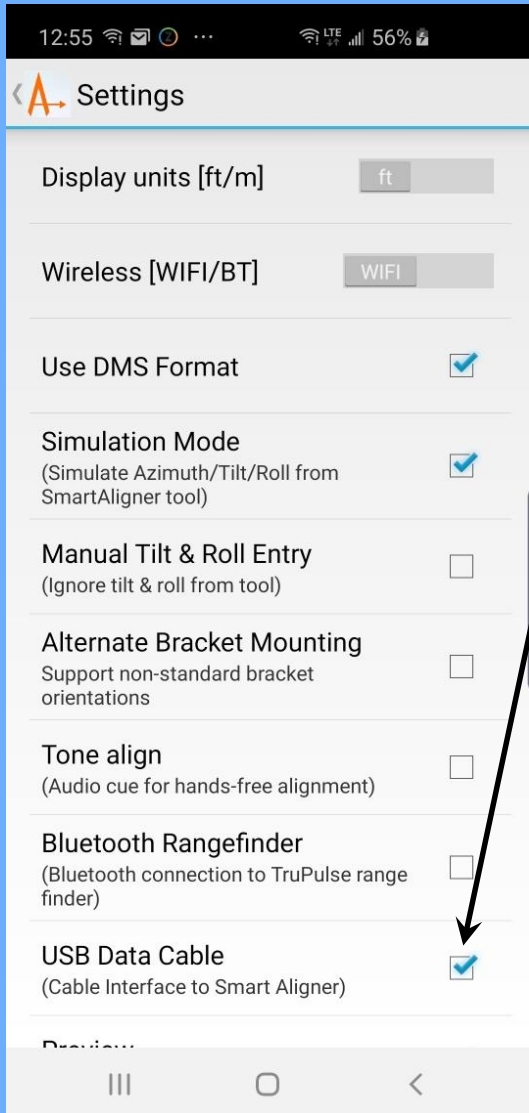 12:55 ... LTE 56%
Settings
Display units [ft/m] ft
Wireless [WIFI/BT] WIFI
Use DMS Format
Simulation Mode
(Simulate Azimuth/Tilt/Roll from
SmartAligner tool)
Manual Tilt & Roll Entry
(Ignore tilt & roll from tool)
Alternate Bracket Mounting
Support non-standard bracket
orientations
Tone align
(Audio cue for hands-free alignment)
Bluetooth Rangefinder
(Bluetooth connection to TruPulse range
finder)
USB Data Cable
(Cable Interface to Smart Aligner)